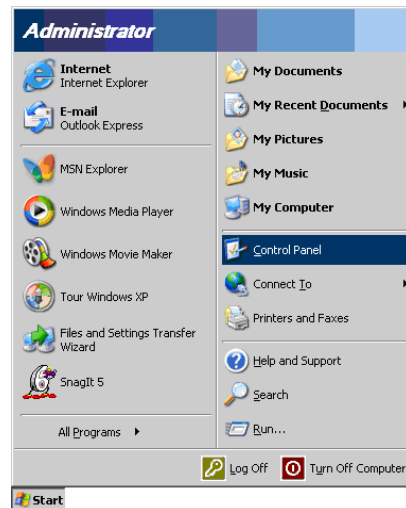 Administrator
Internet
Internet Explorer
E-mail
Outlook Express
MSN Explorer
Windows Media Player
Windows Movie Maker
Tour Windows XP
Files and Settings Transfer
Wizard
SnagIt 5
All Programs
My Documents
My Recent Documents
My Pictures
My Music
My Computer
Control Panel
Connect To
Printers and Faxes
Help and Support
Search
Run...
Log Off
Turn Off Computer
Start